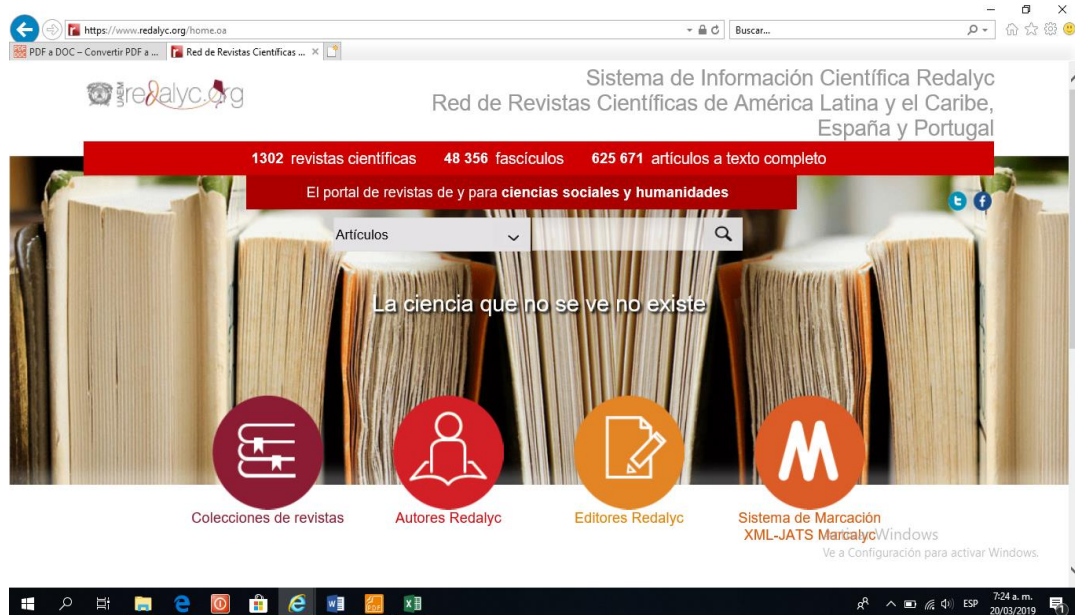 https://www.redalyc.org/home.oa
Buscar...
PDF a DOC – Convertir PDF a ...
Red de Revistas Científicas ...
UAEM
redalyc.org
Sistema de Información Científica Redalyc
Red de Revistas Científicas de América Latina y el Caribe,
España y Portugal
1302 revistas científicas 48 356 fascículos 625 671 artículos a texto completo
El portal de revistas de y para ciencias sociales y humanidades
Artículos
La ciencia que no se ve no existe
Colecciones de revistas
Autores Redalyc
Editores Redalyc
Sistema de Marcación
XML-JATS Marcalyc
Activar Windows
Ve a Configuración para activar Windows.
ESP
7:24 a. m.
20/03/2019